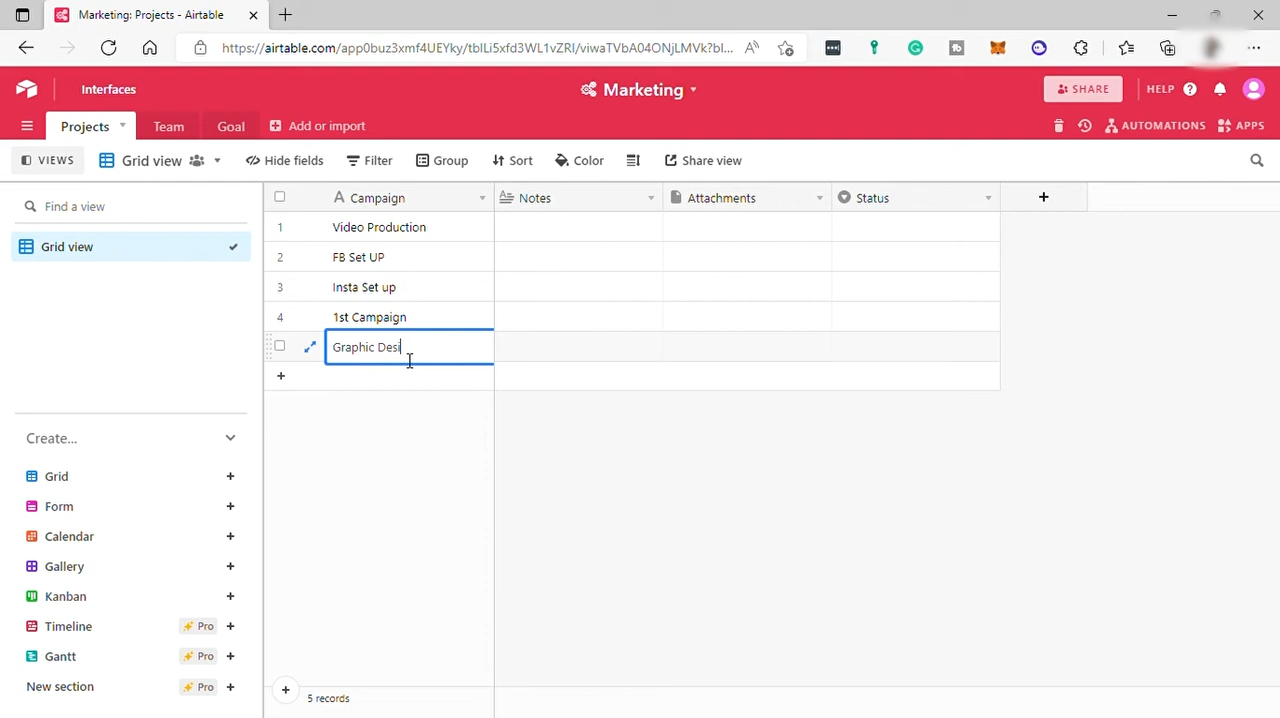 Marketing: Projects - Airtable
https://airtable.com/app0buz3xmf4UEYky/tblLi5xfd3WL1vZRI/viwaTVbA04ONjLMVk?bl...
Interfaces
Marketing
SHARE
HELP
Projects
Team
Goal
Add or import
AUTOMATIONS
APPS
VIEWS
Grid view
Hide fields
Filter
Group
Sort
Color
Share view
Find a view
Grid view
Campaign
Notes
Attachments
Status
1 Video Production
2 FB Set UP
3 Insta Set up
4 1st Campaign
Graphic Desi
Create...
Grid
Form
Calendar
Gallery
Kanban
Timeline Pro
Gantt Pro
New section Pro
5 records